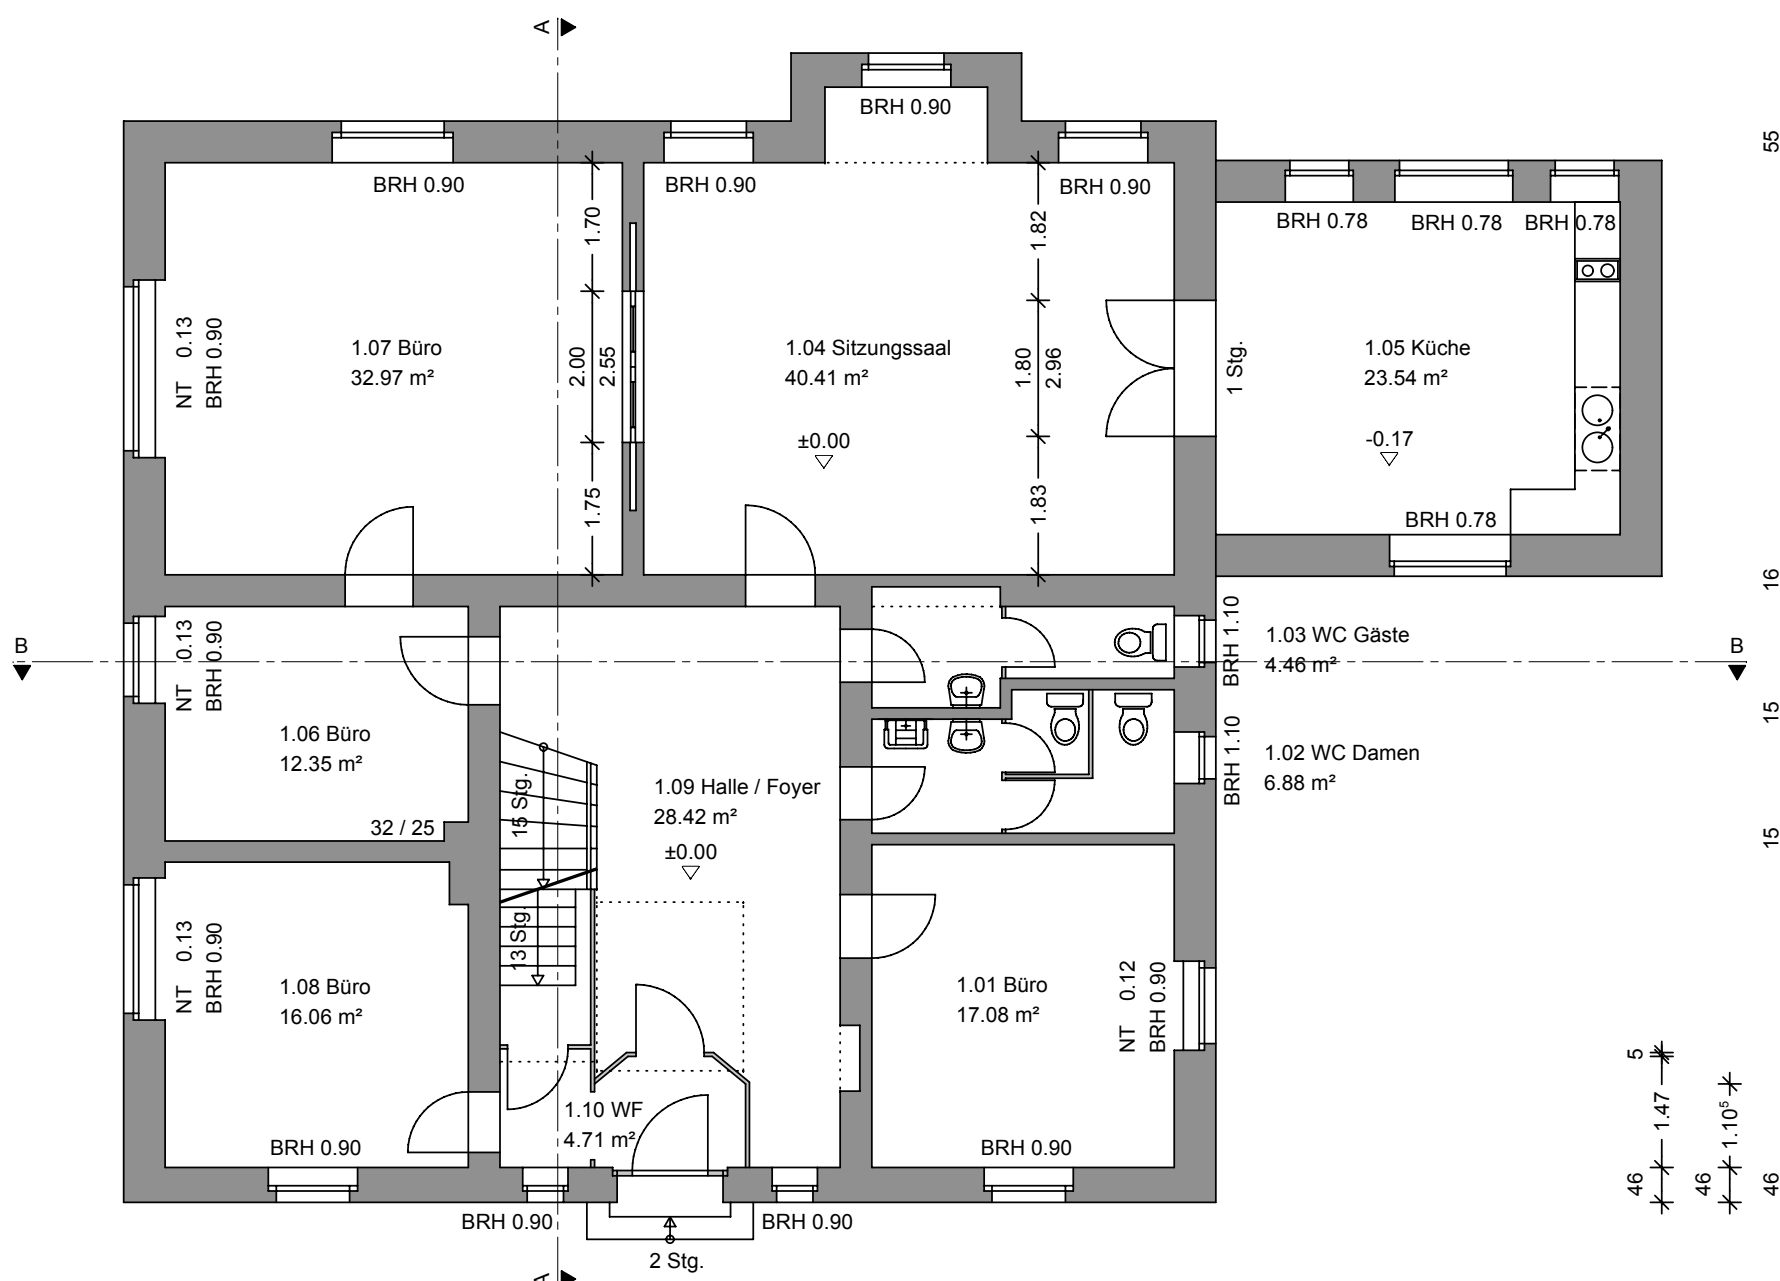 A
BRH 0.90
55
BRH 0.90
BRH 0.90
BRH 0.90
BRH 0.78
BRH 0.78
BRH 0.78
1.70
1.82
NT 0.13
BRH 0.90
1.07 Büro
32.97 m²
2.00
2.55
1.04 Sitzungssaal
40.41 m²
±0.00
1.80
2.96
1 Stg.
1.05 Küche
23.54 m²
-0.17
1.75
1.83
BRH 0.78
16
B
NT 0.13
BRH 0.90
BRH 1.10
1.03 WC Gäste
4.46 m²
B
15
1.06 Büro
12.35 m²
BRH 1.10
1.02 WC Damen
6.88 m²
15 Stg.
1.09 Halle / Foyer
28.42 m²
±0.00
32 / 25
15
13 Stg.
NT 0.13
BRH 0.90
1.08 Büro
16.06 m²
1.01 Büro
17.08 m²
NT 0.12
BRH 0.90
5
1.47
1.10⁵
1.10 WF
4.71 m²
BRH 0.90
BRH 0.90
46
46
46
BRH 0.90
BRH 0.90
2 Stg.
A